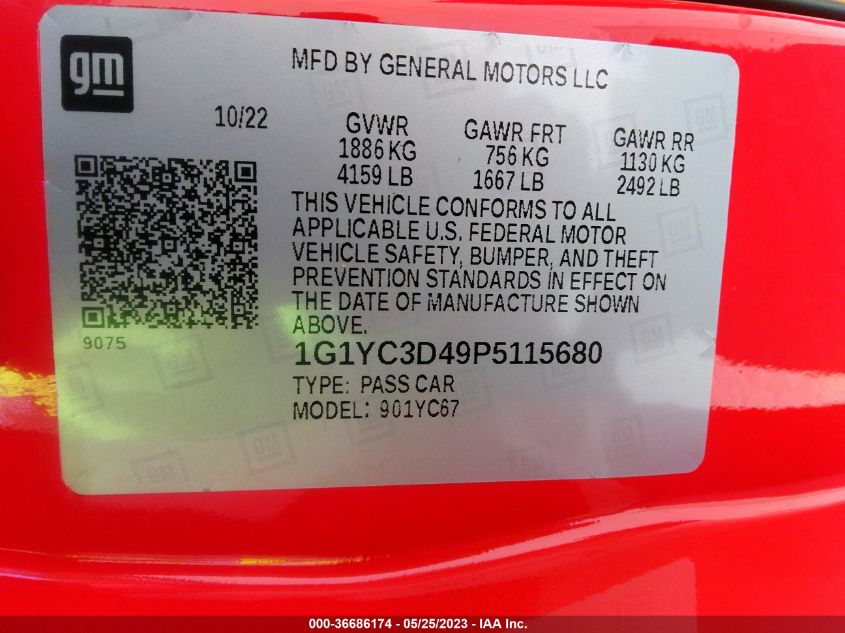 gm
MFD BY GENERAL MOTORS LLC
10/22
GVWR
1886 KG
4159 LB
GAWR FRT
756 KG
1667 LB
GAWR RR
1130 KG
2492 LB
THIS VEHICLE CONFORMS TO ALL
APPLICABLE U.S. FEDERAL MOTOR
VEHICLE SAFETY, BUMPER, AND THEFT
PREVENTION STANDARDS IN EFFECT ON
THE DATE OF MANUFACTURE SHOWN
ABOVE.
9075
1G1YC3D49P5115680
TYPE: PASS CAR
MODEL: 901YC67
000-36686174 - 05/25/2023 - IAA Inc.